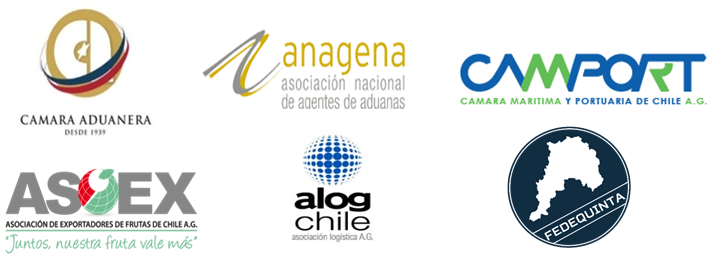 CAMARA ADUANERA
DESDE 1939
anagena
asociación nacional
de agentes de aduanas
CAMPORT
CAMARA MARITIMA Y PORTUARIA DE CHILE A.G.
ASOEX
ASOCIACIÓN DE EXPORTADORES DE FRUTAS DE CHILE A.G.
"Juntos, nuestra fruta vale más"
alog
chile
asociación logística A.G.
FEDEQUINTA